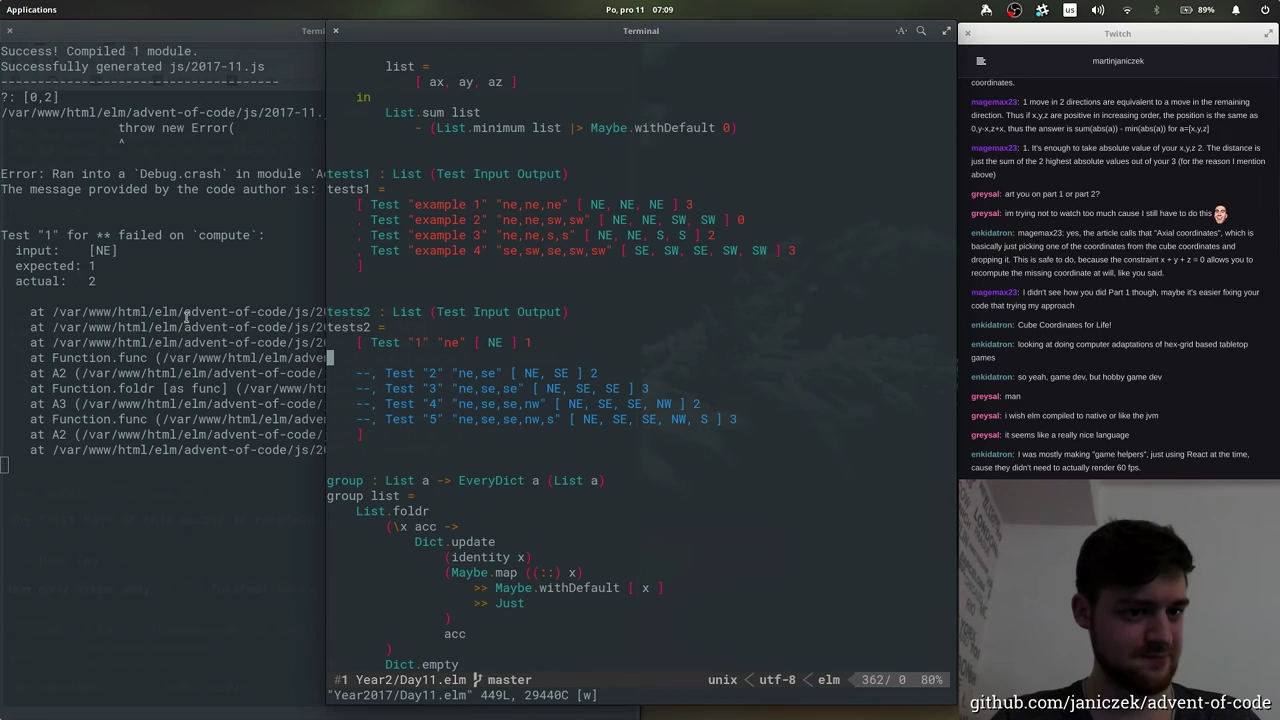 Applications
Po, pro 11 07:09
us
89%
Termi
Success! Compiled 1 module.
Successfully generated js/2017-11.js
?: [0,2]
/var/www/html/elm/advent-of-code/js/2017-11.
throw new Error(
^
Error: Ran into a `Debug.crash` in module `A
The message provided by the code author is:
Test "1" for ** failed on `compute`:
input: [NE]
expected: 1
actual: 2
at /var/www/html/elm/advent-of-code/js/20
at /var/www/html/elm/advent-of-code/js/20
at /var/www/html/elm/advent-of-code/js/20
at Function.func (/var/www/html/elm/adven
at A2 (/var/www/html/elm/advent-of-code/j
at Function.foldr [as func] (/var/www/htm
at A3 (/var/www/html/elm/advent-of-code/j
at Function.func (/var/www/html/elm/adven
at A2 (/var/www/html/elm/advent-of-code/j
at /var/www/html/elm/advent-of-code/js/20
Terminal
list =
[ ax, ay, az ]
in
List.sum list
- (List.minimum list |> Maybe.withDefault 0)
tests1 : List (Test Input Output)
tests1 =
[ Test "example 1" "ne,ne,ne" [ NE, NE, NE ] 3
, Test "example 2" "ne,ne,sw,sw" [ NE, NE, SW, SW ] 0
, Test "example 3" "ne,ne,s,s" [ NE, NE, S, S ] 2
, Test "example 4" "se,sw,se,sw,sw" [ SE, SW, SE, SW, SW ] 3
]
tests2 : List (Test Input Output)
tests2 =
[ Test "1" "ne" [ NE ] 1
--, Test "2" "ne,se" [ NE, SE ] 2
--, Test "3" "ne,se,se" [ NE, SE, SE ] 3
--, Test "4" "ne,se,se,nw" [ NE, SE, SE, NW ] 2
--, Test "5" "ne,se,se,nw,s" [ NE, SE, SE, NW, S ] 3
]
group : List a -> EveryDict a (List a)
group list =
List.foldr
(\x acc ->
Dict.update
(identity x)
(Maybe.map ((::) x)
>> Maybe.withDefault [ x ]
>> Just
)
acc
)
Dict.empty
#1 Year2/Day11.elm master unix < utf-8 < elm 362/ 0 80%
"Year2017/Day11.elm" 449L, 29440C [w]
Twitch
martinjaniczek
coordinates.
magemax23: 1 move in 2 directions are equivalent to a move in the remaining
direction. Thus if x,y,z are positive in increasing order, the position is the same as
0,y-x,z+x, thus the answer is sum(abs(a)) - min(abs(a)) for a=[x,y,z]
magemax23: 1. It's enough to take absolute value of your x,y,z 2. The distance is
just the sum of the 2 highest absolute values out of your 3 (for the reason I mention
above)
greysal: art you on part 1 or part 2?
greysal: im trying not to watch too much cause I still have to do this
enkidatron: magemax23: yes, the article calls that "Axial coordinates", which is
basically just picking one of the coordinates from the cube coordinates and
dropping it. This is safe to do, because the constraint x + y + z = 0 allows you to
recompute the missing coordinate at will, like you said.
magemax23: I didn't see how you did Part 1 though, maybe it's easier fixing your
code that trying my approach
enkidatron: Cube Coordinates for Life!
enkidatron: looking at doing computer adaptations of hex-grid based tabletop
games
enkidatron: so yeah, game dev, but hobby game dev
greysal: man
greysal: i wish elm compiled to native or like the jvm
greysal: it seems like a really nice language
enkidatron: I was mostly making "game helpers", just using React at the time,
cause they didn't need to actually render 60 fps.
github.com/janiczek/advent-of-code